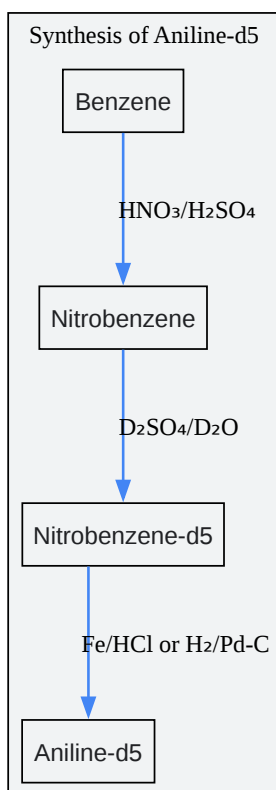 Synthesis of Aniline-d5
Benzene
HNO₃/H₂SO₄
Nitrobenzene
D₂SO₄/D₂O
Nitrobenzene-d5
Fe/HCl or H₂/Pd-C
Aniline-d5